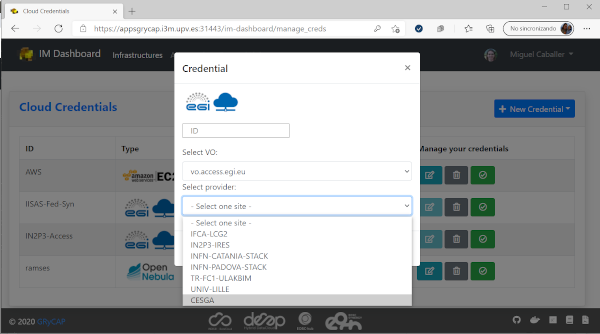 Cloud Credentials
https://appsgrycap.i3m.upv.es:31443/im-dashboard/manage_creds
No sincronizando
IM Dashboard
Infrastructures
Miguel Caballer
Credential
×
Cloud Credentials
+ New Credential
ID
Type
Manage your credentials
AWS
amazon
EC2
IISAS-Fed-Syn
IN2P3-Access
ramses
Open
Nebula
egi
ID
Select VO:
vo.access.egi.eu
Select provider:
- Select one site -
- Select one site -
IFCA-LCG2
IN2P3-IRES
INFN-CATANIA-STACK
INFN-PADOVA-STACK
TR-FC1-ULAKBIM
UNIV-LILLE
CESGA
© 2020 GRyCAP
deep